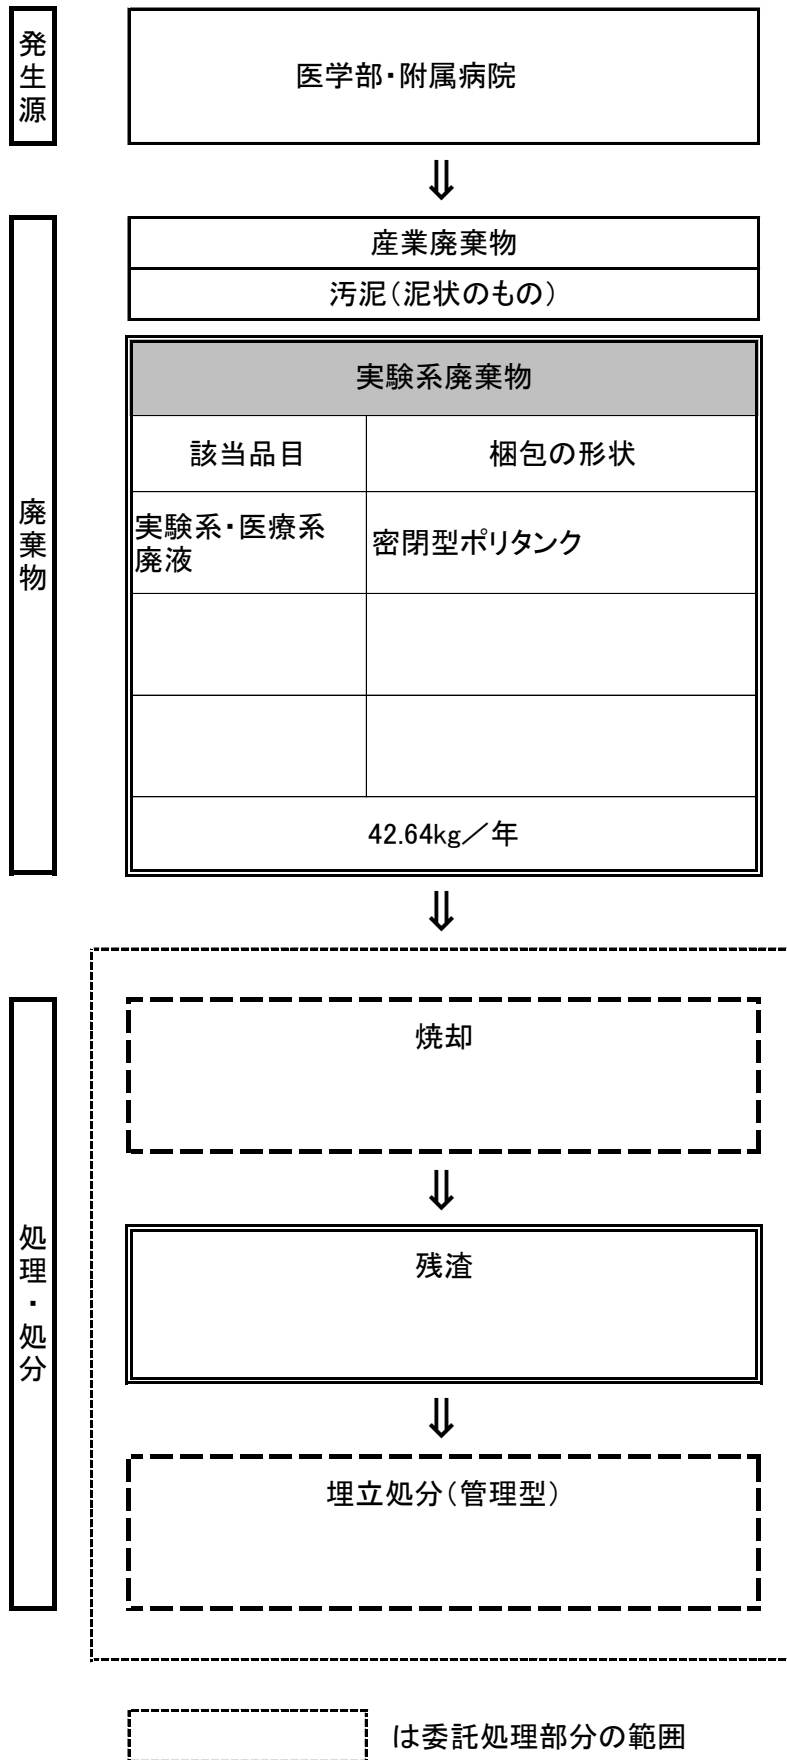 発生源
医学部・附属病院
⇓
廃棄物
産業廃棄物
汚泥(泥状のもの)
実験系廃棄物
該当品目
梱包の形状
実験系・医療系
廃液
密閉型ポリタンク
42.64kg／年
⇓
処理・処分
焼却
⇓
残渣
⇓
埋立処分(管理型)
は委託処理部分の範囲